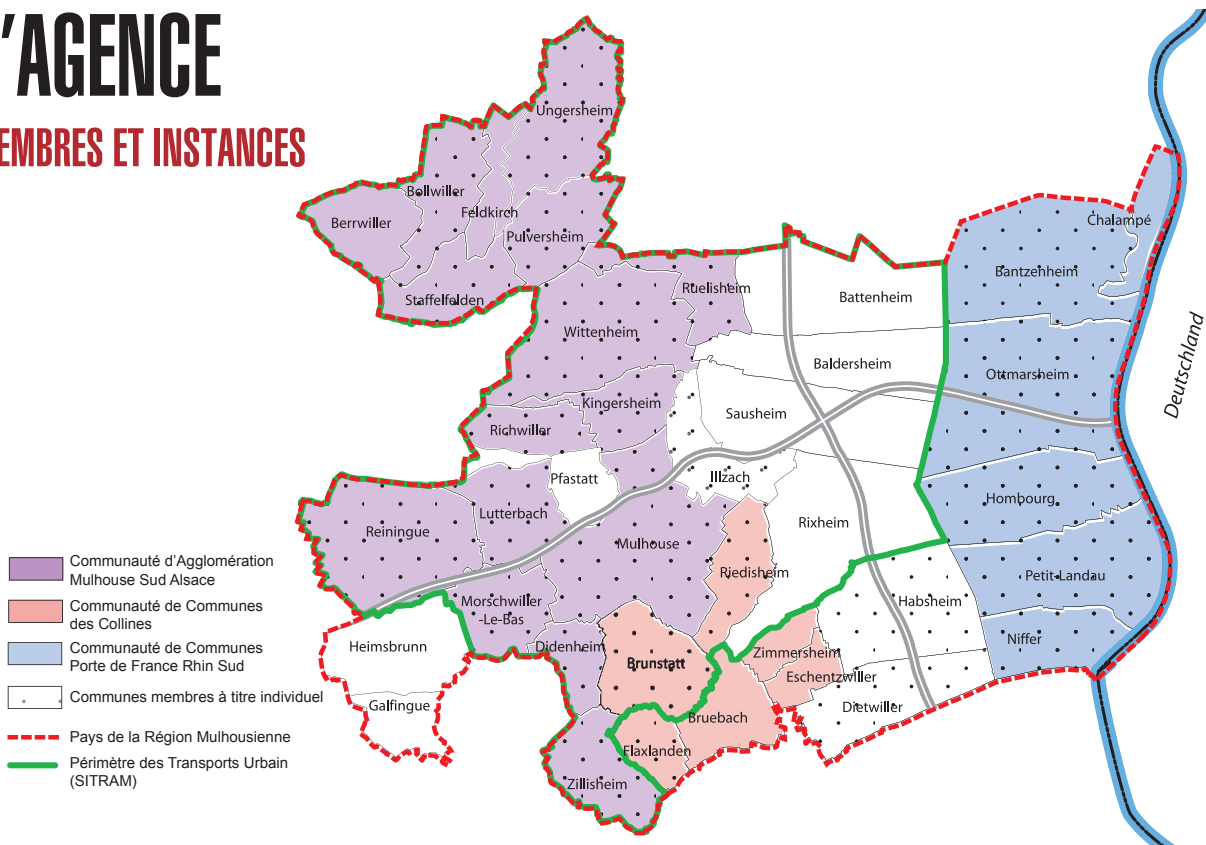 'AGENCE
EMBRES ET INSTANCES
Ungersheim
Bollwiller
Berrwiller
Feldkirch
Pulversheim
Staffelfelden
Ruelisheim
Wittenheim
Battenheim
Chalampé
Bantzenheim
Baldersheim
Ottmarsheim
Deutschland
Kingersheim
Sausheim
Richwiller
Pfastatt
Illzach
Hombourg
Reiningue
Lutterbach
Mulhouse
Rixheim
Riedisheim
Petit-Landau
Habsheim
Morschwiller
-Le-Bas
Heimsbrunn
Didenheim
Brunstatt
Zimmersheim
Niffer
Eschentzwiller
Galfingue
Bruebach
Dietwiller
Flaxlanden
Zillisheim
Communauté d'Agglomération
Mulhouse Sud Alsace
Communauté de Communes
des Collines
Communauté de Communes
Porte de France Rhin Sud
Communes membres à titre individuel
Pays de la Région Mulhousienne
Périmètre des Transports Urbain
(SITRAM)